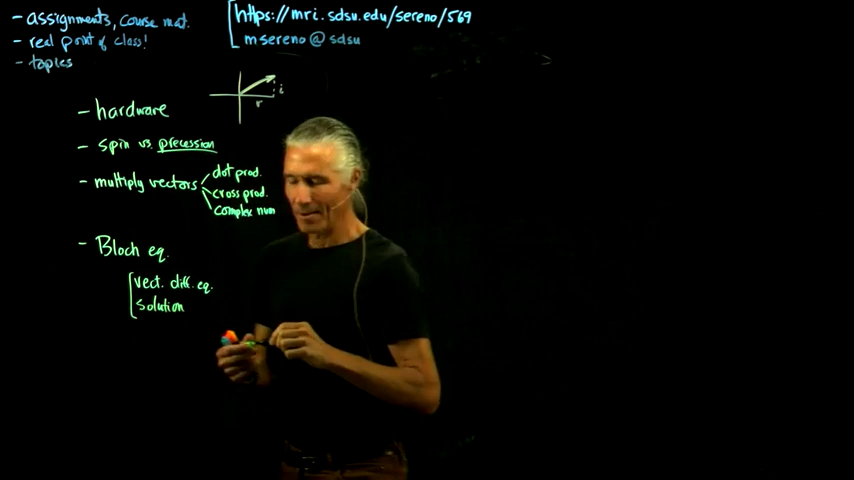 - assignments, course mat.
- real point of class!
- topics
https://mri.sdsu.edu/sereno/569
msereno@sdsu
i
r
- hardware
- spin vs. precession
- multiply vectors
dot prod.
cross prod.
complex num
- Bloch eq.
vect. diff. eq.
solution